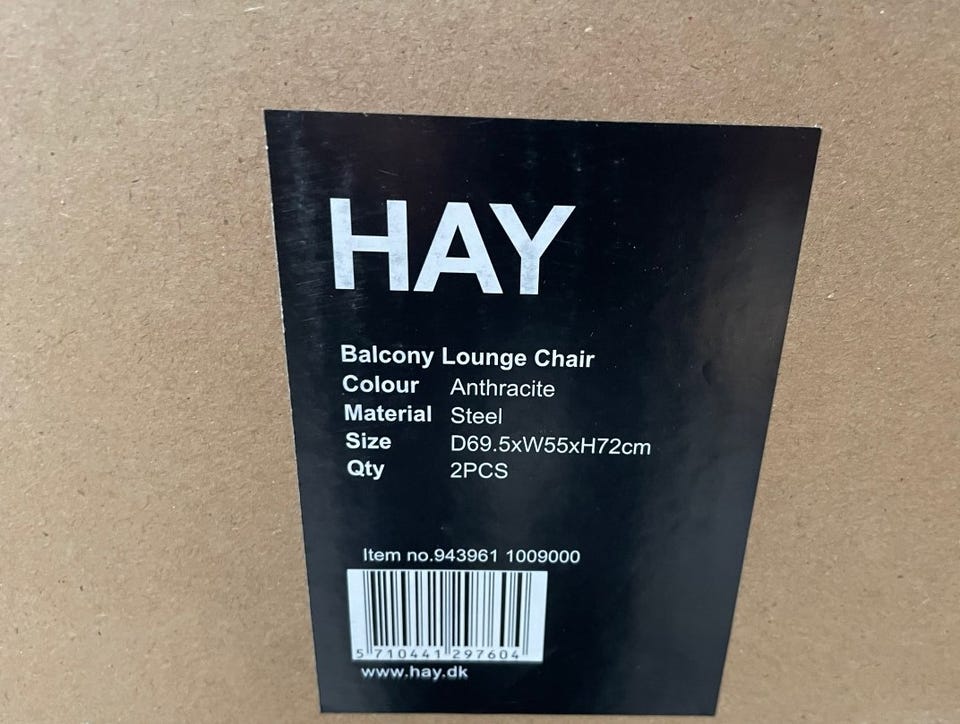 HAY
Balcony Lounge Chair
Colour Anthracite
Material Steel
Size D69.5xW55xH72cm
Qty 2PCS
Item no.943961 1009000
5 710441 297604
www.hay.dk